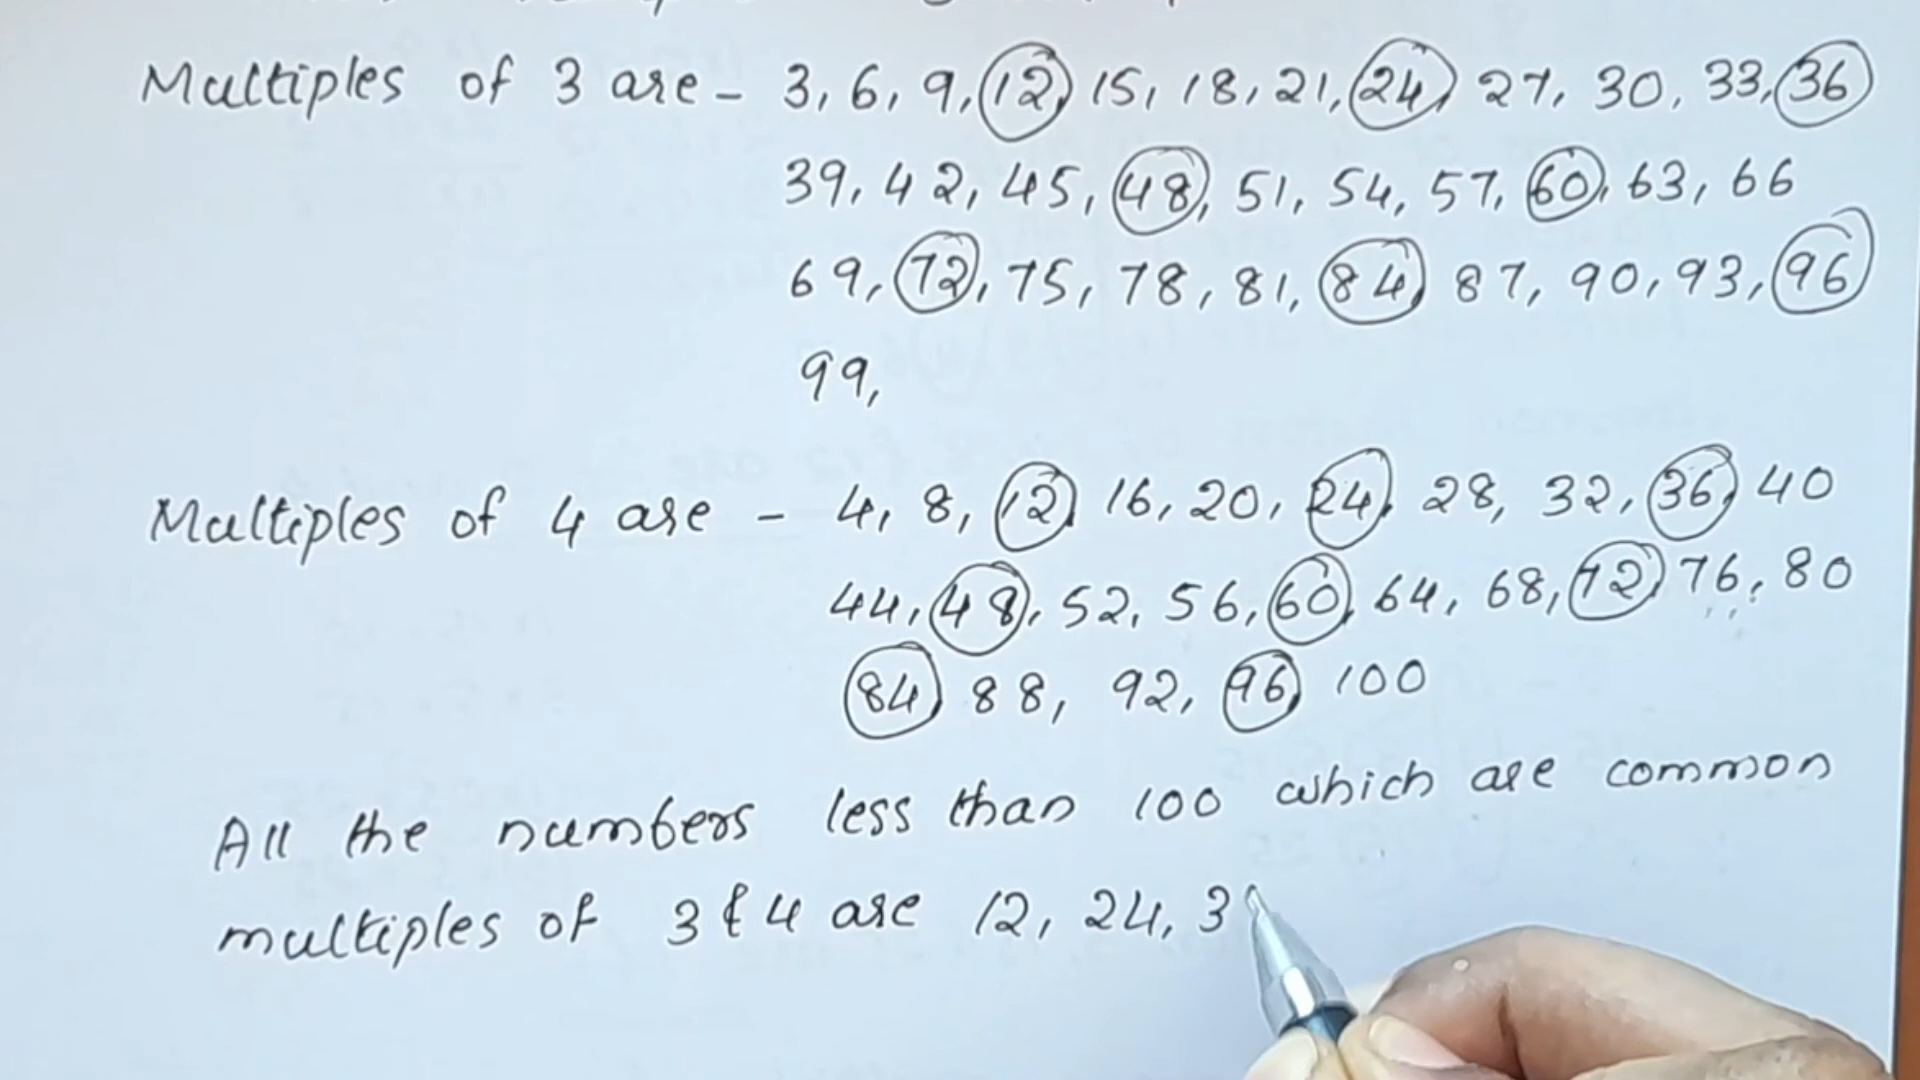 Multiples of 3 are - 3, 6, 9, 12, 15, 18, 21, 24, 27, 30, 33, 36
39, 42, 45, 48, 51, 54, 57, 60, 63, 66
69, 72, 75, 78, 81, 84, 87, 90, 93, 96
99,
Multiples of 4 are - 4, 8, 12, 16, 20, 24, 28, 32, 36, 40
44, 48, 52, 56, 60, 64, 68, 72, 76, 80
84, 88, 92, 96, 100
All the numbers less than 100 which are common
multiples of 3 & 4 are 12, 24, 3